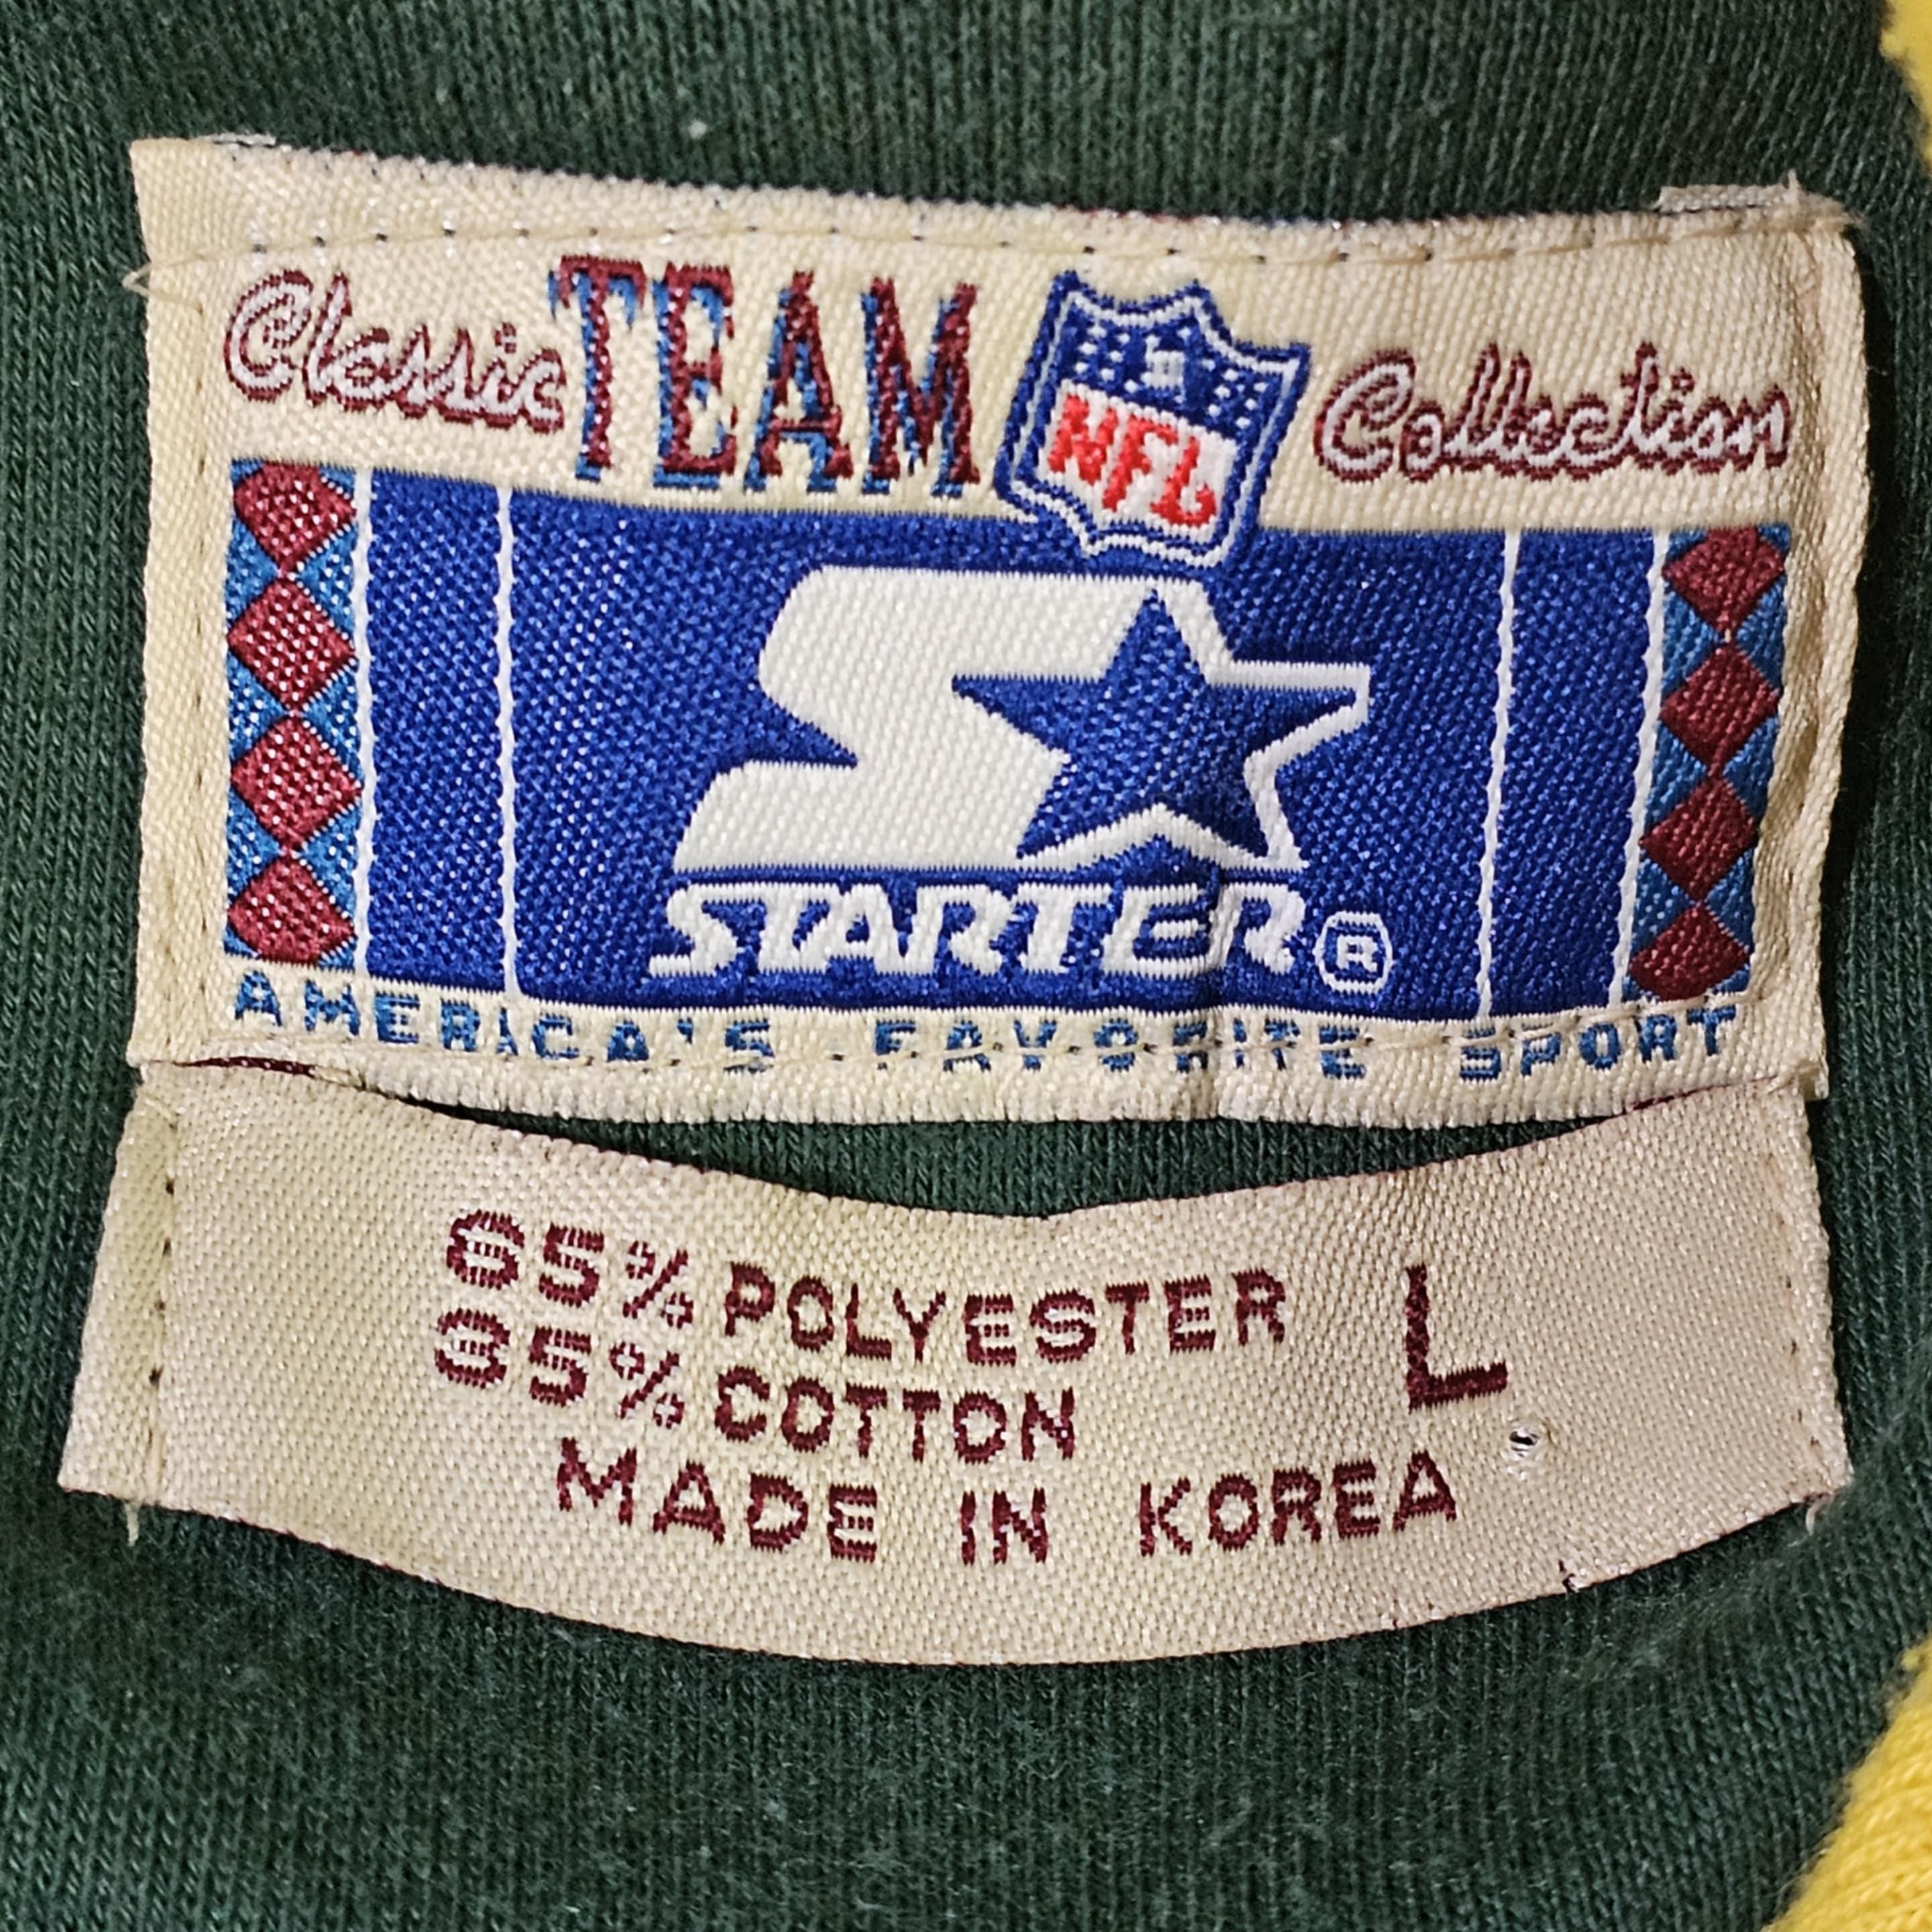 Classic TEAM NFL Collection
STARTER®
AMERICA'S FAVORITE SPORT
65% POLYESTER
35% COTTON
L
MADE IN KOREA